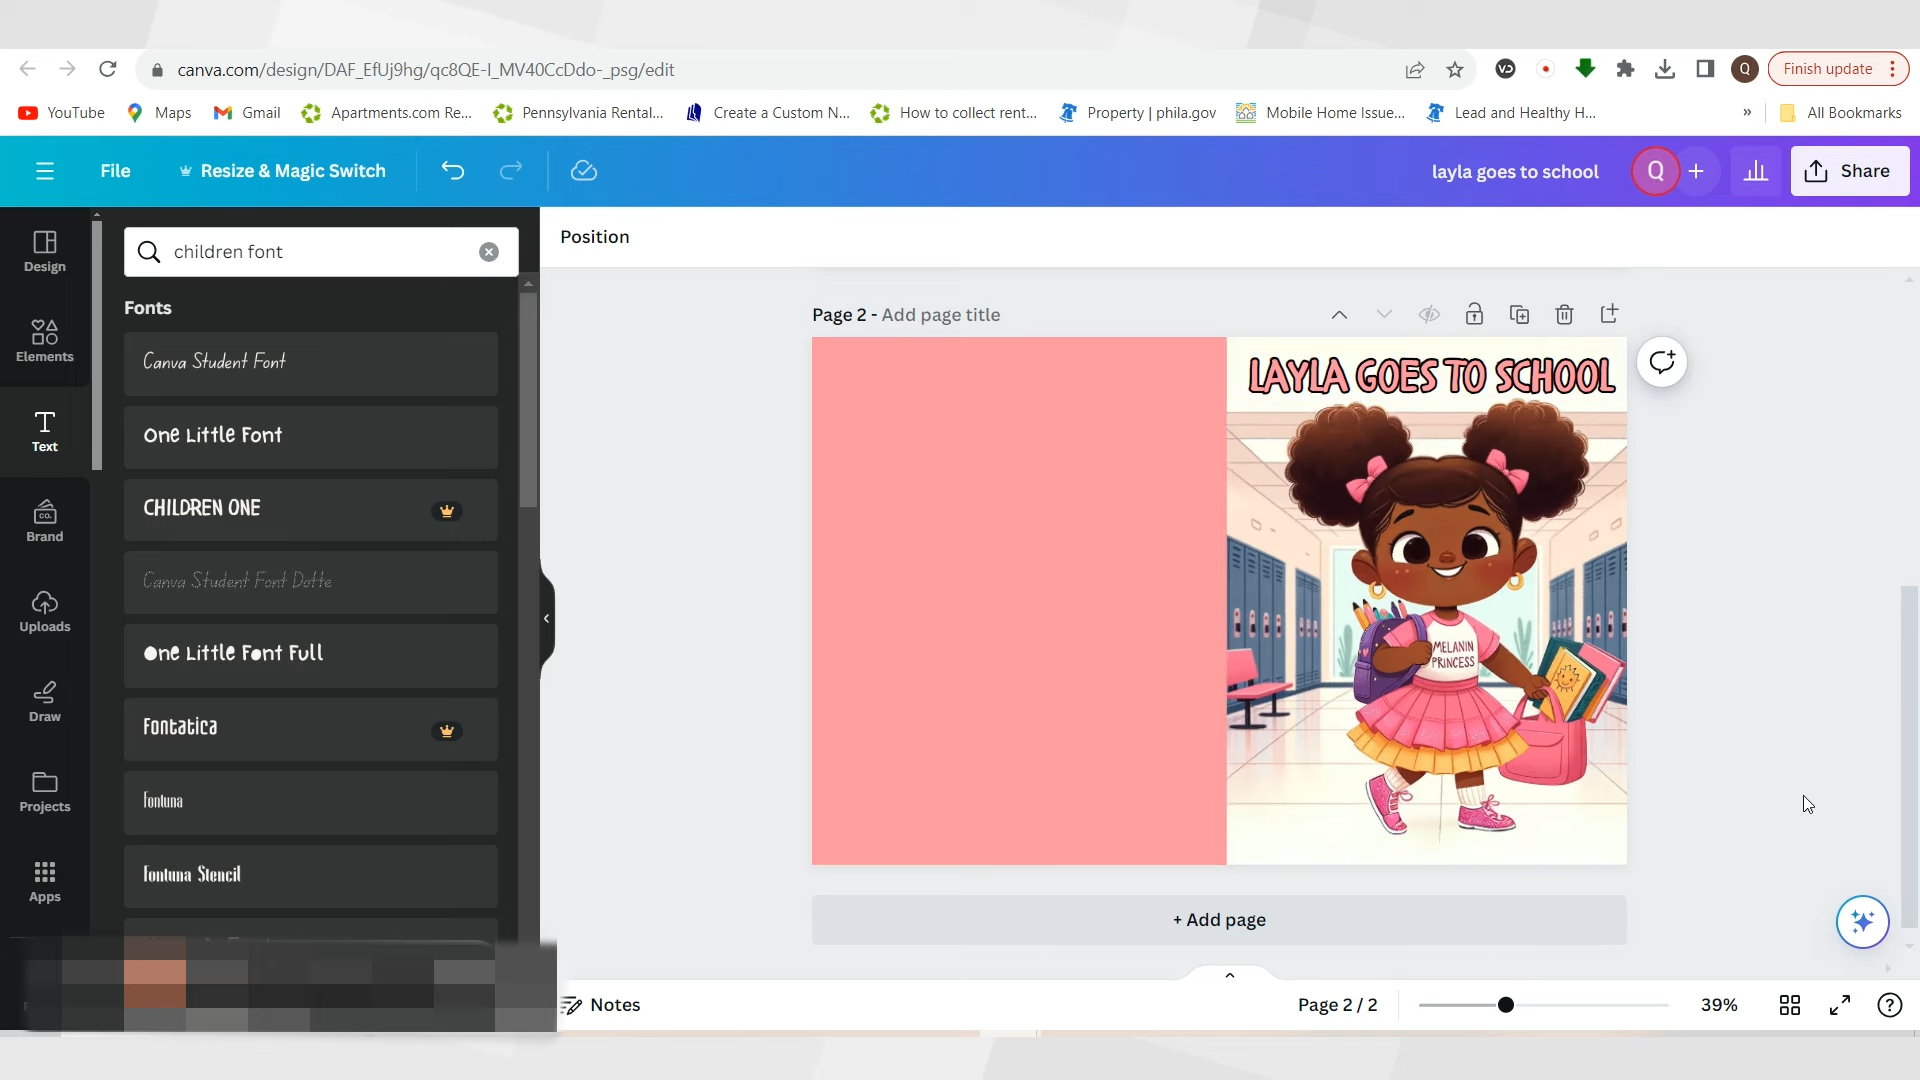 canva.com/design/DAF_EfUj9hg/qc8QE-I_MV40CcDdo-_psg/edit
Finish update
YouTube
Maps
Gmail
Apartments.com Re...
Pennsylvania Rental...
Create a Custom N...
How to collect rent...
Property | phila.gov
Mobile Home Issue...
Lead and Healthy H...
»
All Bookmarks
File
Resize & Magic Switch
layla goes to school
Q
Share
Design
Elements
Text
Brand
Uploads
Draw
Projects
Apps
children font
Fonts
Canva Student Font
One Little Font
CHILDREN ONE
Canva Student Font Dotte
One Little Font Full
Fontatica
Fontuna
Fontuna Stencil
Position
Page 2 - Add page title
LAYLA GOES TO SCHOOL
MELANIN
PRINCESS
+ Add page
Notes
Page 2 / 2
39%